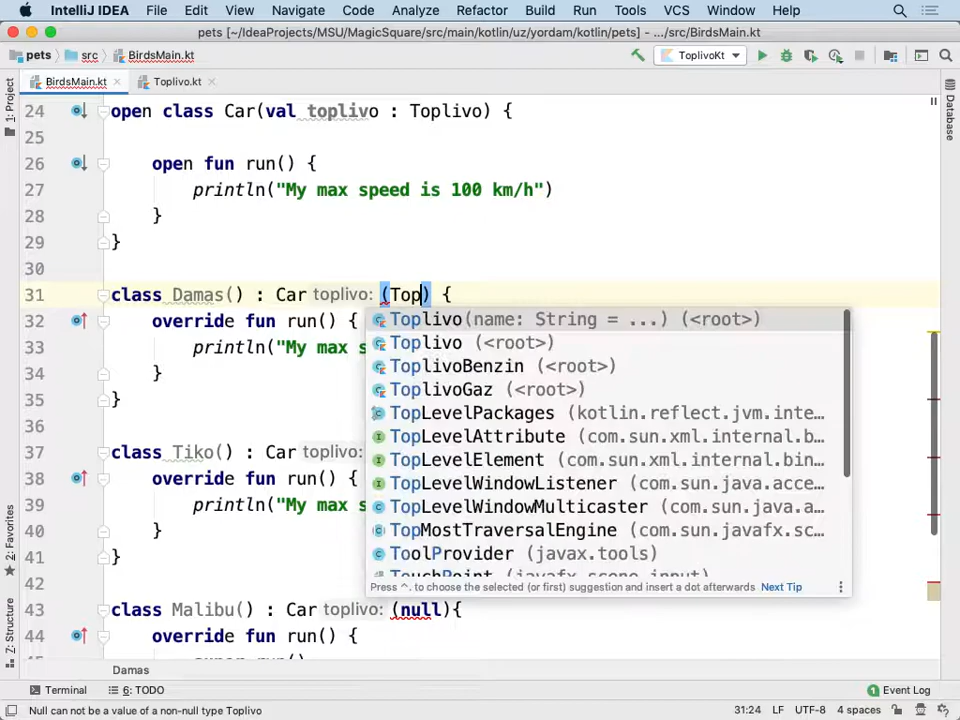 IntelliJ IDEA File Edit View Navigate Code Analyze Refactor Build Run Tools VCS Window Help
pets [~/IdeaProjects/MSU/MagicSquare/src/main/kotlin/uz/yordam/kotlin/pets] - .../src/BirdsMain.kt
pets src BirdsMain.kt ToplivoKt
BirdsMain.kt Toplivo.kt
1: Project
Database
2: Favorites
7: Structure
24 open class Car(val toplivo : Toplivo) {
25
26 open fun run() {
27 println("My max speed is 100 km/h")
28 }
29 }
30
31 class Damas() : Car toplivo: (Top) {
32 override fun run() {
33 println("My max s
34 }
35 }
36
37 class Tiko() : Car toplivo:
38 override fun run() {
39 println("My max s
40 }
41 }
42
43 class Malibu() : Car toplivo: (null){
44 override fun run() {
Toplivo(name: String = ...) (<root>)
Toplivo (<root>)
ToplivoBenzin (<root>)
ToplivoGaz (<root>)
TopLevelPackages (kotlin.reflect.jvm.inte...
TopLevelAttribute (com.sun.xml.internal.b...
TopLevelElement (com.sun.xml.internal.bin...
TopLevelWindowListener (com.sun.java.acce...
TopLevelWindowMulticaster (com.sun.java.a...
TopMostTraversalEngine (com.sun.javafx.sc...
ToolProvider (javax.tools)
TouchPoint (javafx.scene.input)
Press ^. to choose the selected (or first) suggestion and insert a dot afterwards Next Tip
Damas
Terminal 6: TODO 1 Event Log
Null can not be a value of a non-null type Toplivo 31:24 LF UTF-8 4 spaces